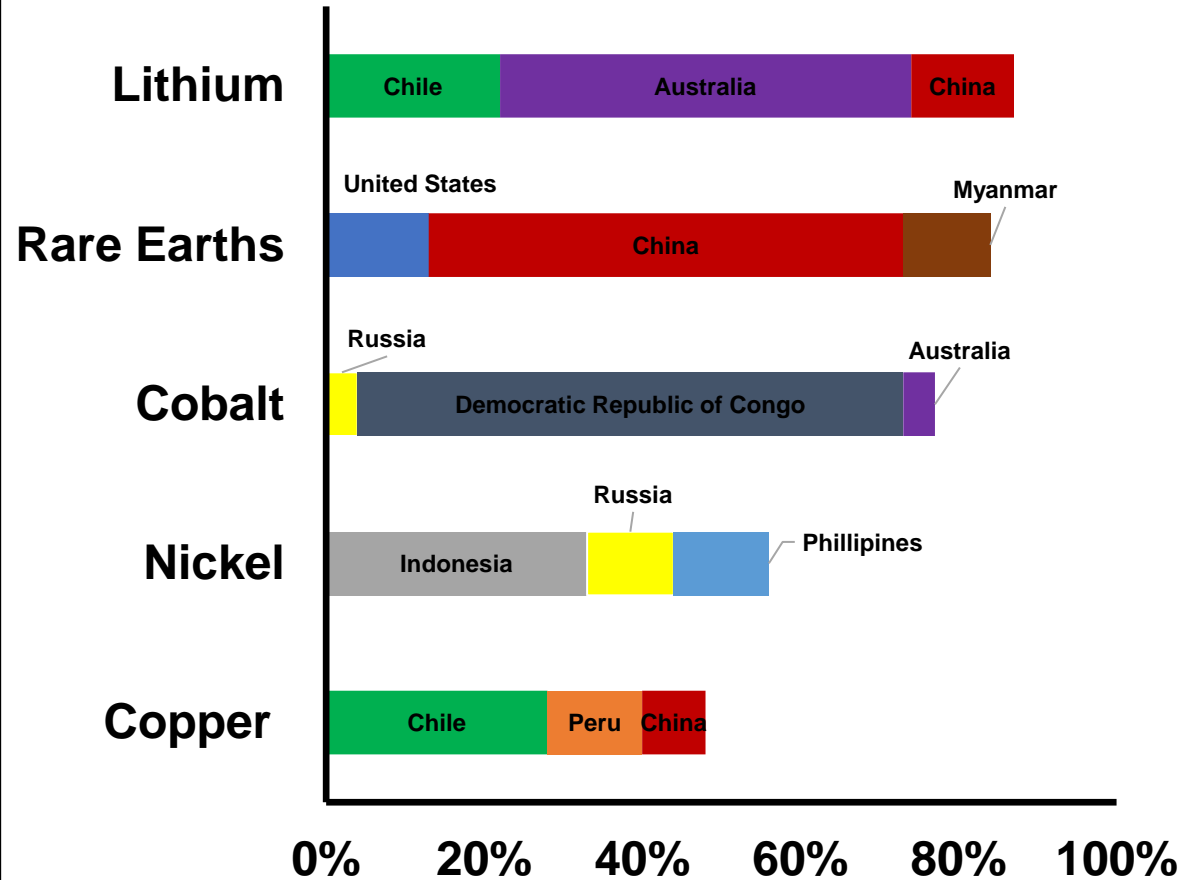 Lithium
Chile
Australia
China
United States
Myanmar
Rare Earths
China
Russia
Australia
Cobalt
Democratic Republic of Congo
Russia
Nickel
Indonesia
Phillipines
Copper
Chile
Peru
China
0%
20%
40%
60%
80%
100%